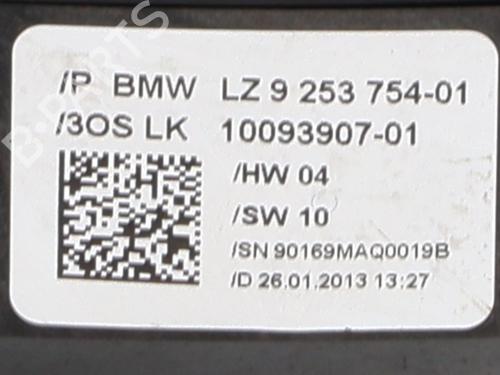 /P BMW LZ 9 253 754-01
/3OS LK 10093907-01
/HW 04
/SW 10
/SN 90169MAQ0019B
/D 26.01.2013 13:27
B-PARTS